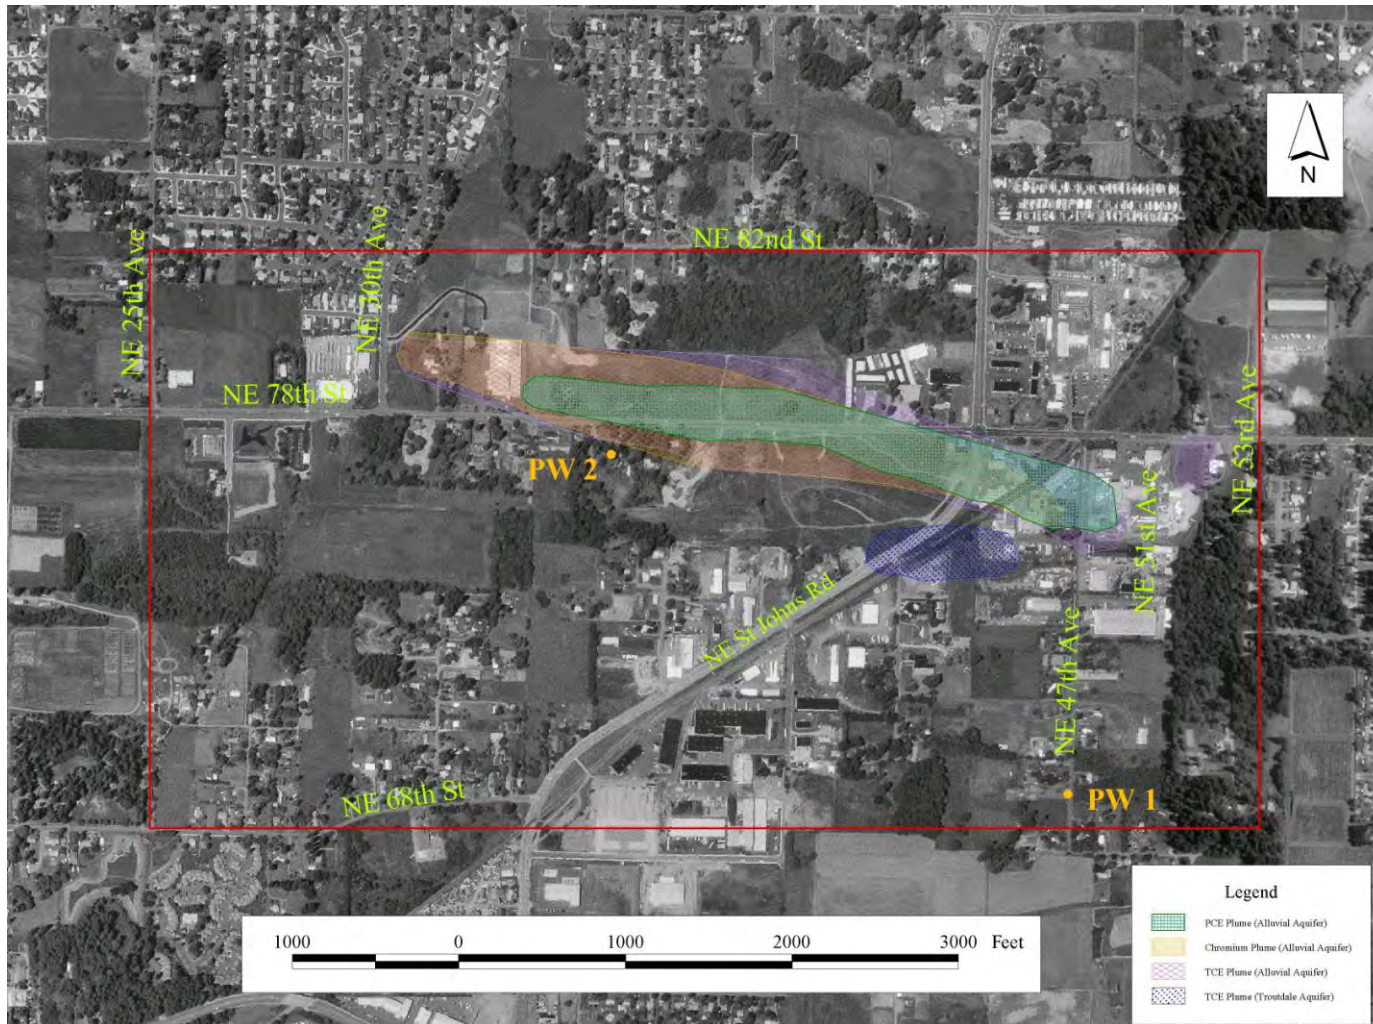 N
NE 82nd St
NE 25th Ave
NE 30th Ave
NE 78th St
PW 2
NE 53rd Ave
NE 51st Ave
NE St Johns Rd
NE 47th Ave
NE 68th St
PW 1
Legend
PCE Plume (Alluvial Aquifer)
Chromium Plume (Alluvial Aquifer)
TCE Plume (Alluvial Aquifer)
TCE Plume (Troutdale Aquifer)
1000 0 1000 2000 3000 Feet